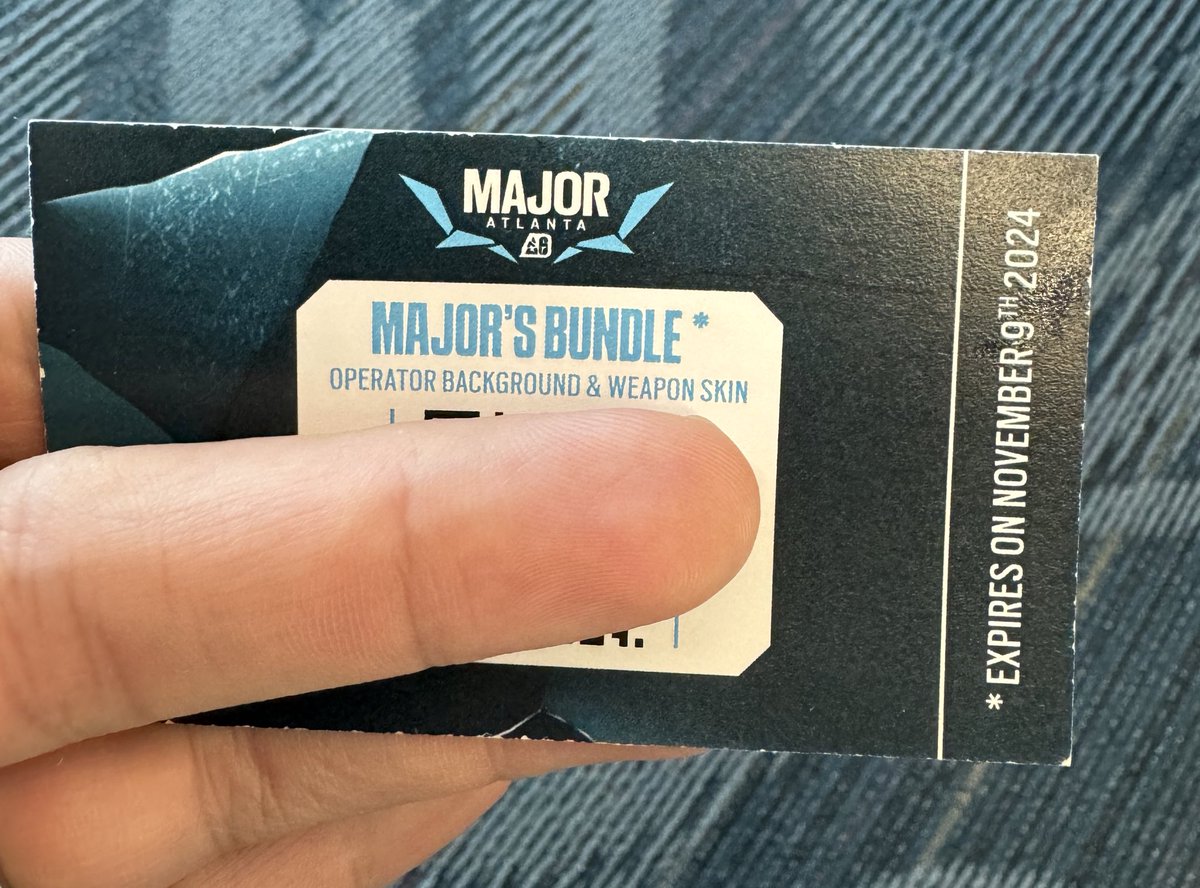 MAJOR
ATLANTA
MAJOR'S BUNDLE *
OPERATOR BACKGROUND & WEAPON SKIN
* EXPIRES ON NOVEMBER 9TH 2024